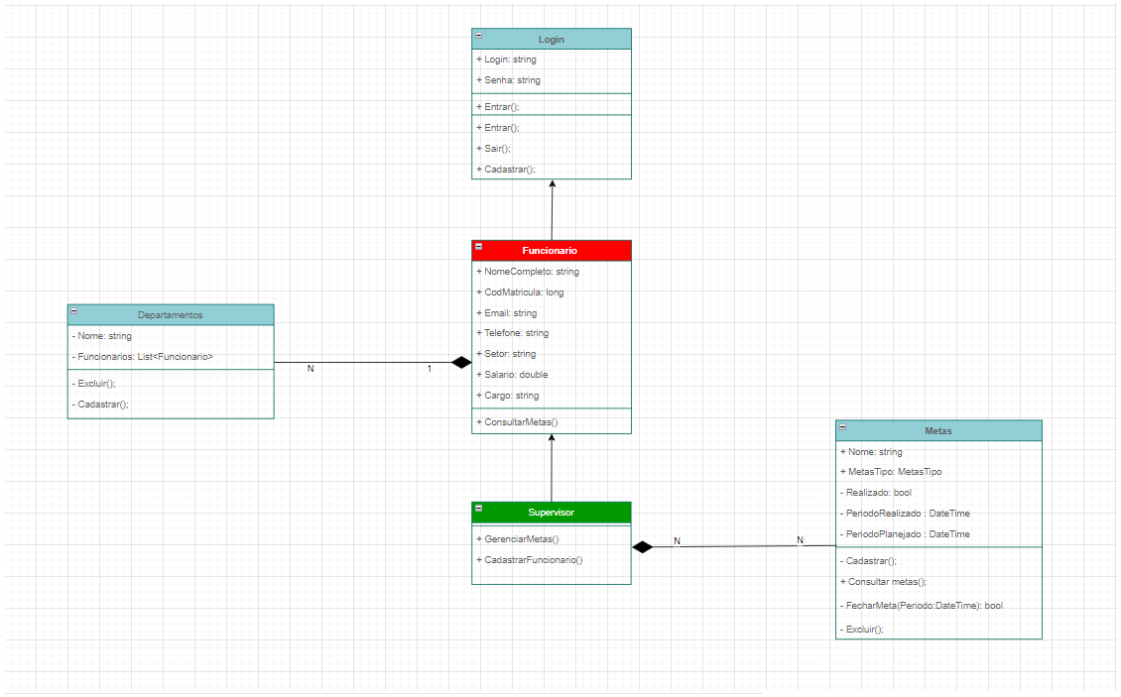 Login
+ Login: string
+ Senha: string
+ Entrar();
+ Entrar();
+ Sair();
+ Cadastrar();
Funcionario
+ NomeCompleto: string
+ CodMatricula: long
+ Email: string
+ Telefone: string
+ Setor: string
+ Salario: double
+ Cargo: string
+ ConsultarMetas()
Departamentos
- Nome: string
- Funcionarios: List<Funcionario>
- Excluir();
- Cadastrar();
N
1
Supervisor
+ GerenciarMetas()
+ CadastrarFuncionario()
N
N
Metas
+ Nome: string
+ MetasTipo: MetasTipo
- Realizado: bool
- PeriodoRealizado : DateTime
- PeriodoPlanejado : DateTime
- Cadastrar();
+ Consultar metas();
- FecharMeta(Periodo:DateTime): bool
- Excluir();